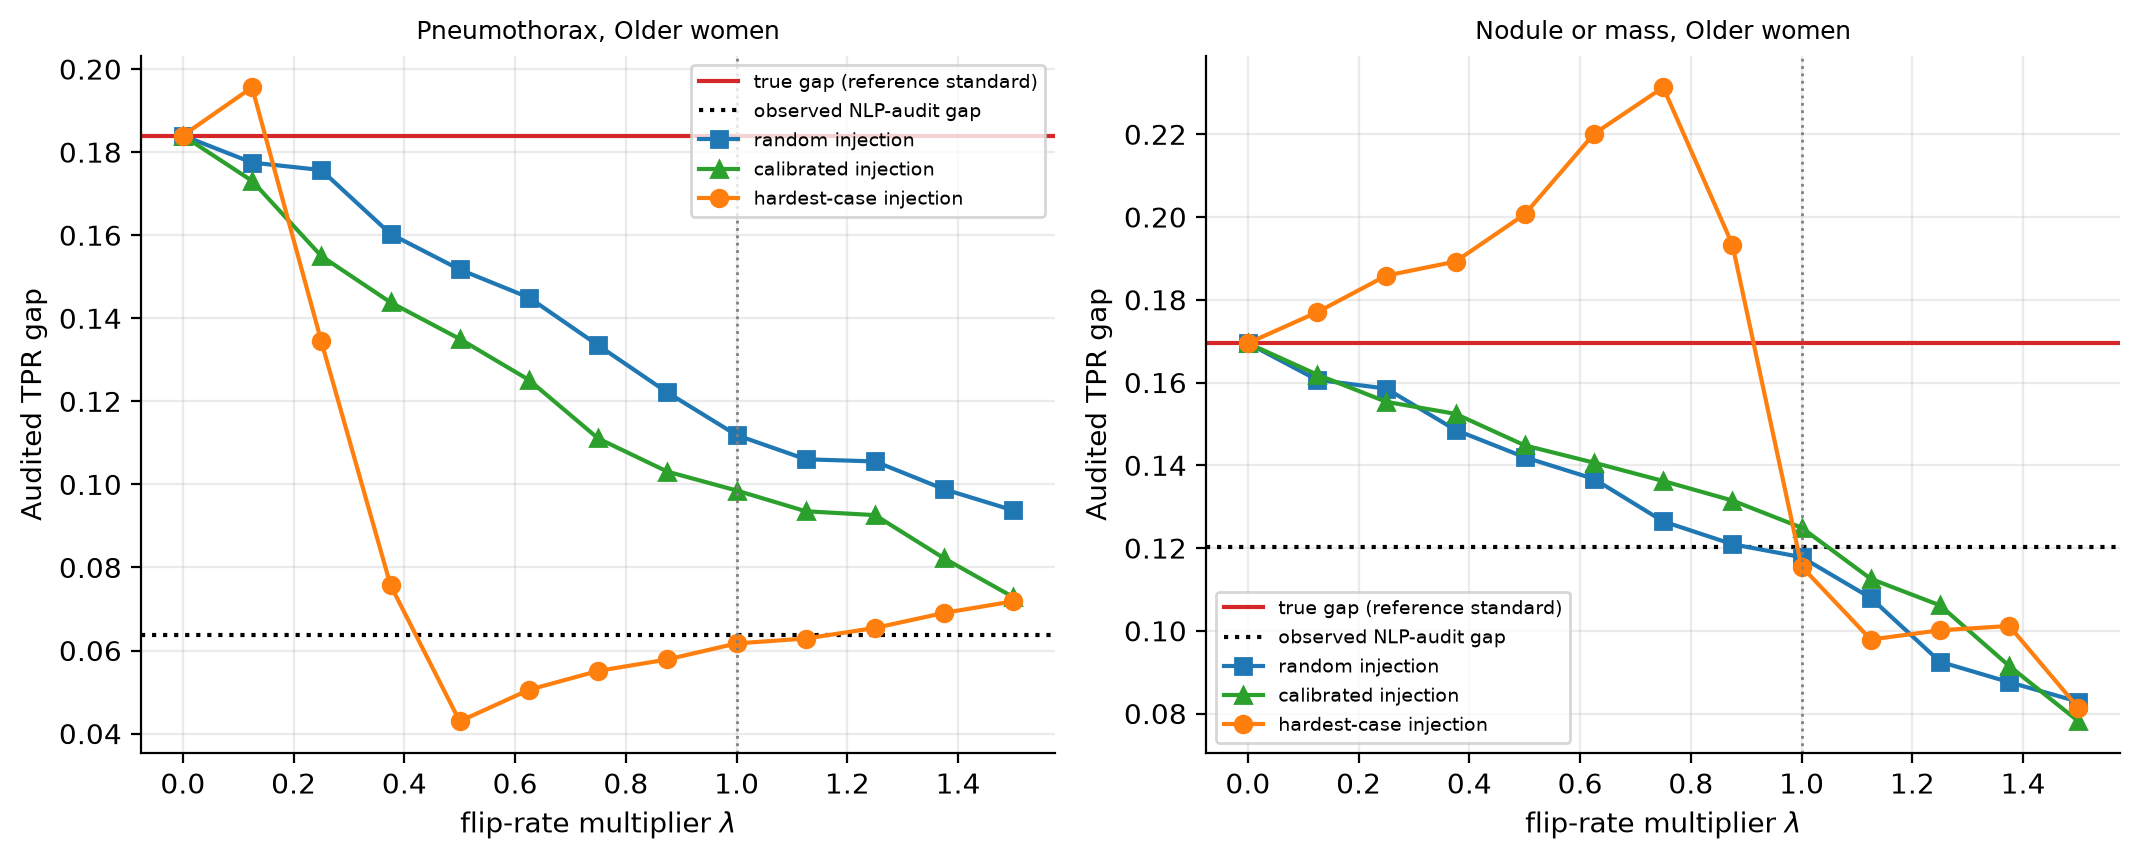 Pneumothorax, Older women
Audited TPR gap
0.20
0.18
0.16
0.14
0.12
0.10
0.08
0.06
0.04
true gap (reference standard)
observed NLP-audit gap
random injection
calibrated injection
hardest-case injection
0.0 0.2 0.4 0.6 0.8 1.0 1.2 1.4
flip-rate multiplier λ
Nodule or mass, Older women
Audited TPR gap
0.22
0.20
0.18
0.16
0.14
0.12
0.10
0.08
true gap (reference standard)
observed NLP-audit gap
random injection
calibrated injection
hardest-case injection
0.0 0.2 0.4 0.6 0.8 1.0 1.2 1.4
flip-rate multiplier λ